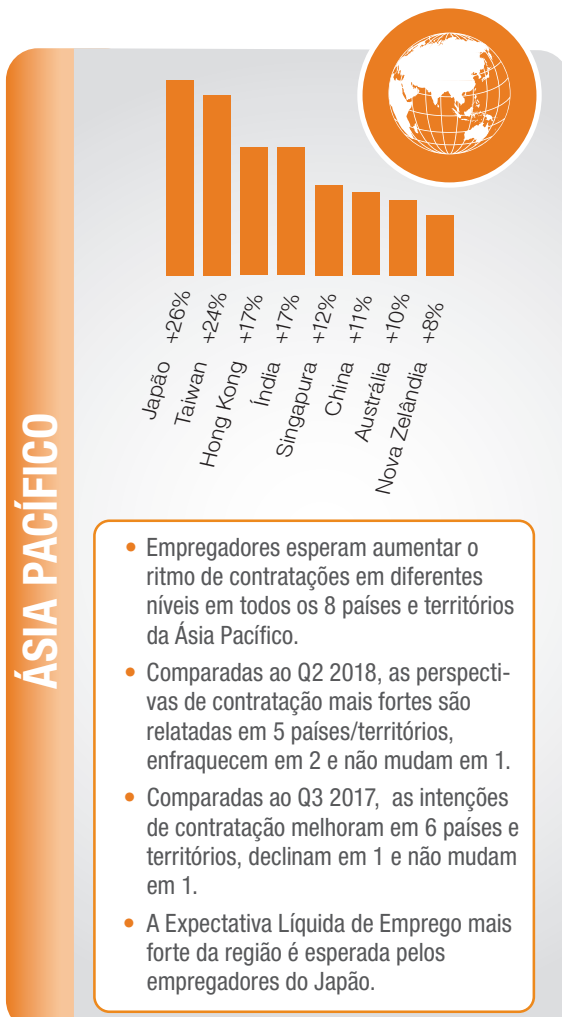 Japão +26%
Taiwan +24%
Hong Kong +17%
Índia +17%
Singapura +12%
China +11%
Austrália +10%
Nova Zelândia +8%
ÁSIA PACÍFICO
• Empregadores esperam aumentar o
ritmo de contratações em diferentes
níveis em todos os 8 países e territórios
da Ásia Pacífico.
• Comparadas ao Q2 2018, as perspecti-
vas de contratação mais fortes são
relatadas em 5 países/territórios,
enfraquecem em 2 e não mudam em 1.
• Comparadas ao Q3 2017, as intenções
de contratação melhoram em 6 países e
territórios, declinam em 1 e não mudam
em 1.
• A Expectativa Líquida de Emprego mais
forte da região é esperada pelos
empregadores do Japão.